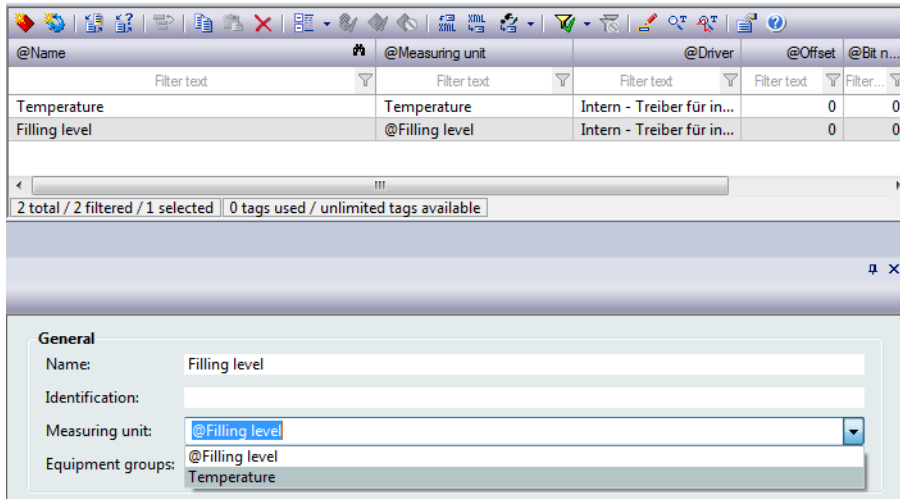 XML XML
@Name @Measuring unit @Driver @Offset @Bit n...
Filter text Filter text Filter text Filter text Filter...
Temperature Temperature Intern - Treiber für in... 0 0
Filling level @Filling level Intern - Treiber für in... 0 0
2 total / 2 filtered / 1 selected 0 tags used / unlimited tags available
General
Name: Filling level
Identification:
Measuring unit: @Filling level
@Filling level
Equipment groups:
Temperature